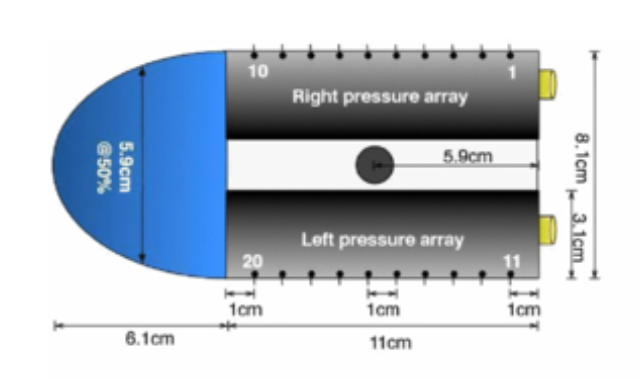 10
1
Right pressure array
5.9cm
@50%
5.9cm
8.1cm
3.1cm
Left pressure array
20
11
1cm
1cm
1cm
6.1cm
11cm